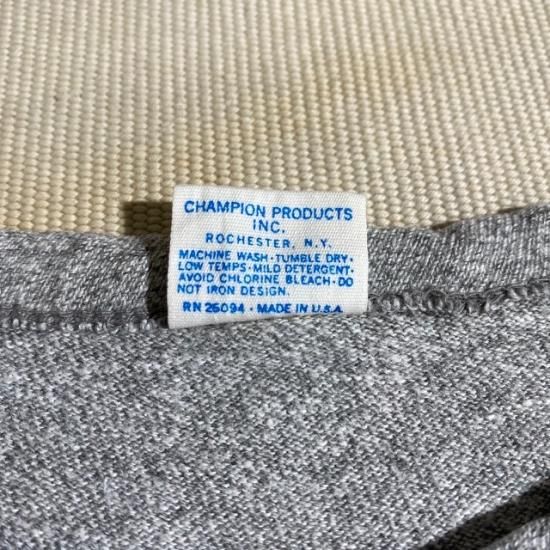 CHAMPION PRODUCTS
INC.
ROCHESTER, N.Y.
MACHINE WASH · TUMBLE DRY ·
LOW TEMPS · MILD DETERGENT ·
AVOID CHLORINE BLEACH · DO
NOT IRON DESIGN.
RN 26094 · MADE IN U.S.A.